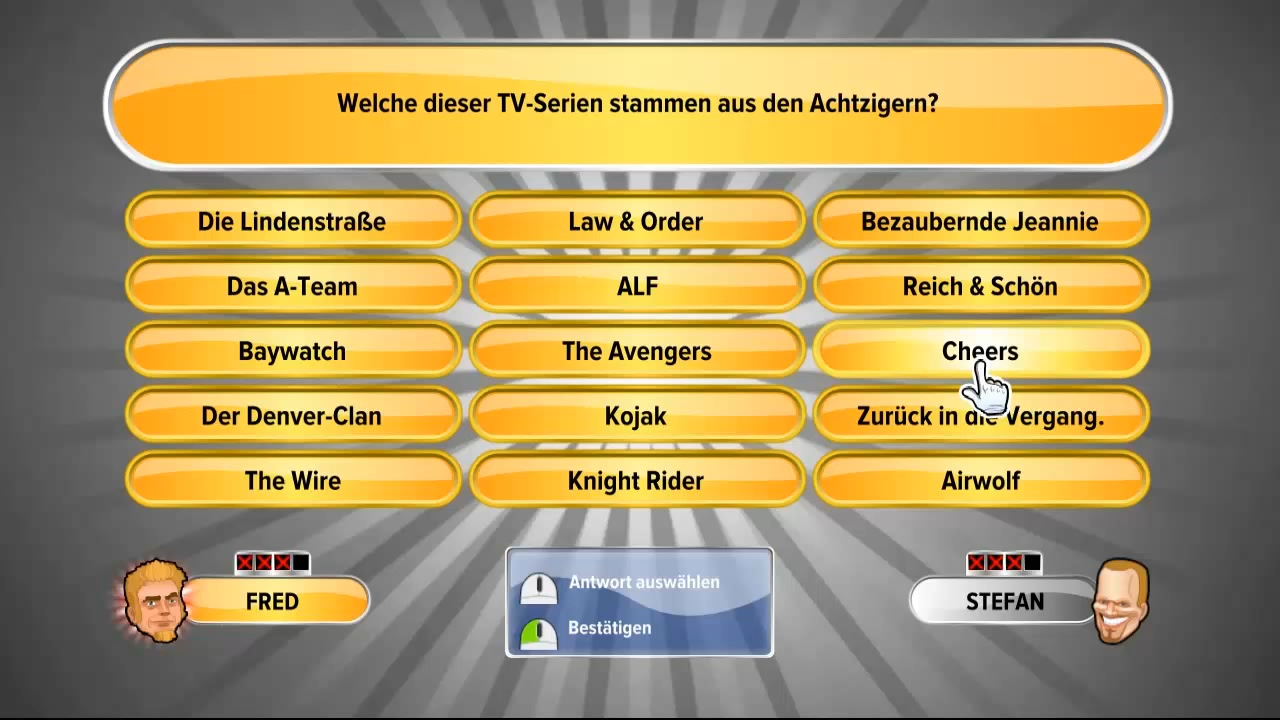 Welche dieser TV-Serien stammen aus den Achtzigern?
Die Lindenstraße
Law & Order
Bezaubernde Jeannie
Das A-Team
ALF
Reich & Schön
Baywatch
The Avengers
Cheers
Der Denver-Clan
Kojak
Zurück in die Vergang.
The Wire
Knight Rider
Airwolf
FRED
Antwort auswählen
Bestätigen
STEFAN